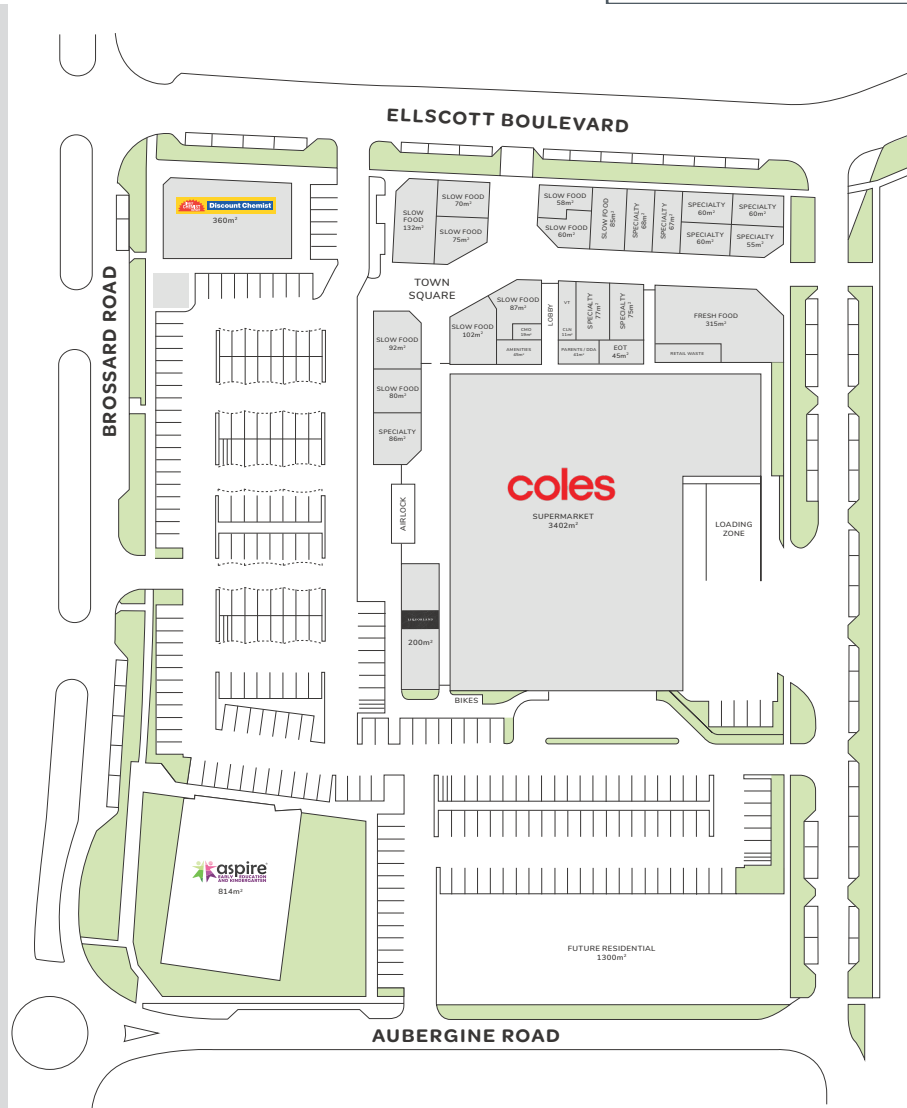 ELLSCOTT BOULEVARD
BROSSARD ROAD
Discount Chemist
360m²
SLOW
FOOD
132m²
SLOW FOOD
70m²
SLOW FOOD
75m²
SLOW FOOD
58m²
SLOW FOOD
60m²
SLOW FOOD
85m²
SPECIALTY
68m²
SPECIALTY
67m²
SPECIALTY
60m²
SPECIALTY
60m²
SPECIALTY
60m²
SPECIALTY
55m²
TOWN
SQUARE
SLOW FOOD
92m²
SLOW FOOD
80m²
SPECIALTY
86m²
SLOW FOOD
102m²
SLOW FOOD
87m²
AMENITIES
LOBBY
VT
CLN
11m²
SPECIALTY
77m²
SPECIALTY
75m²
PARENTS / DDA
EOT
45m²
FRESH FOOD
315m²
RETAIL WASTE
coles
SUPERMARKET
3402m²
LOADING
ZONE
AIRLOCK
200m²
BIKES
aspire
EARLY EDUCATION
AND KINDERGARTEN
814m²
FUTURE RESIDENTIAL
1300m²
AUBERGINE ROAD